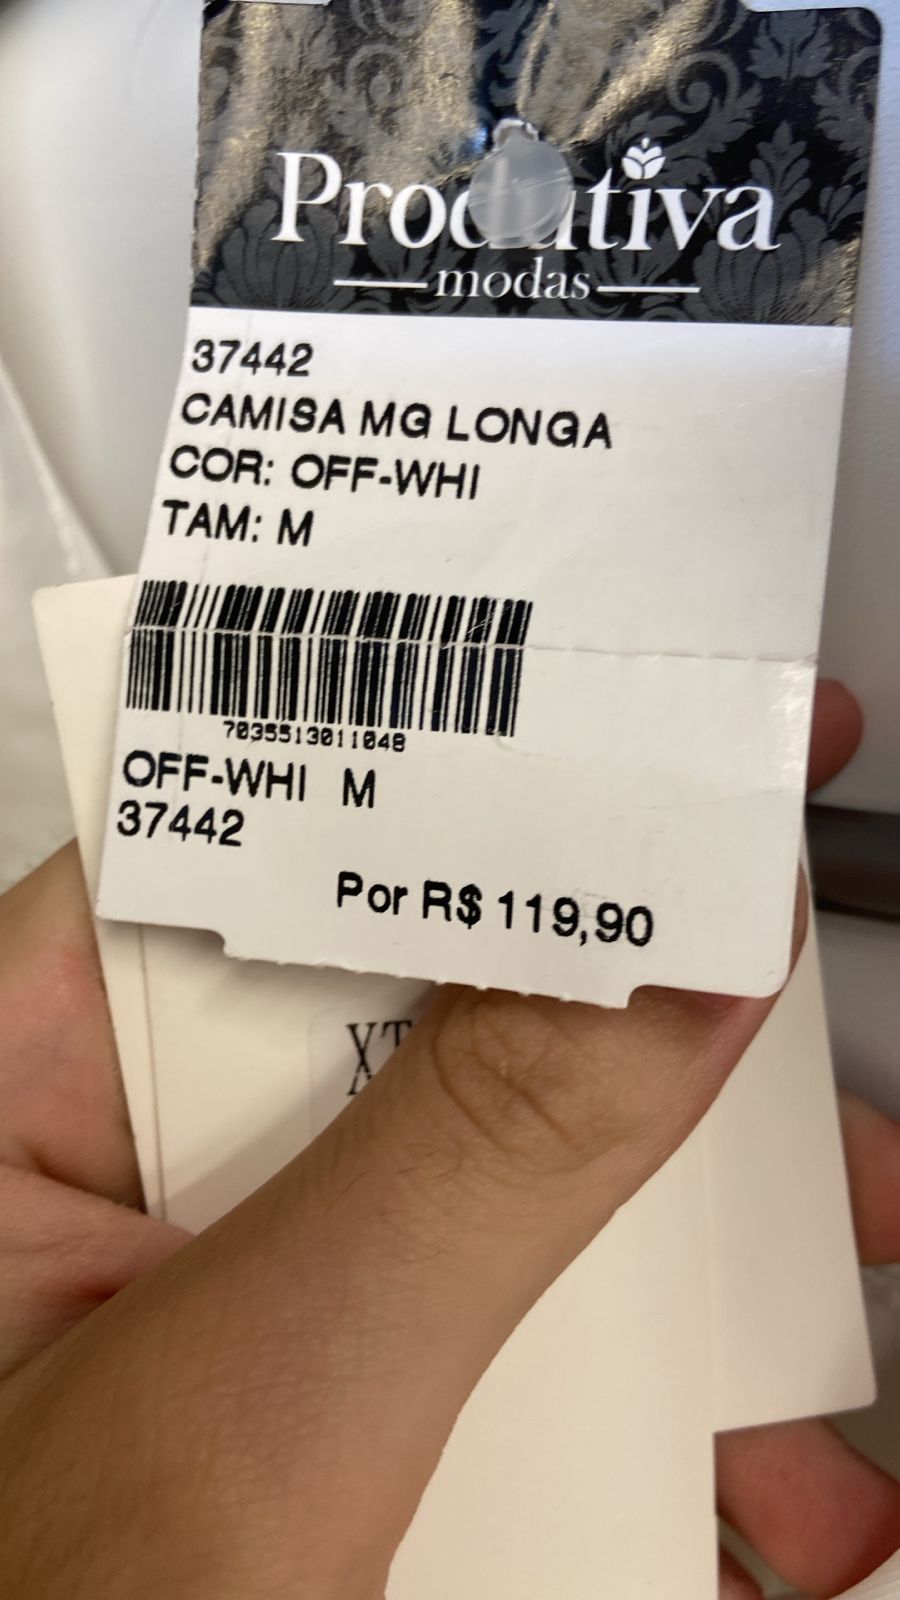 modas
37442
CAMISA MG LONGA
COR: OFF-WHI
TAM: M
7035513011048
OFF-WHI M
37442
Por R$ 119,90